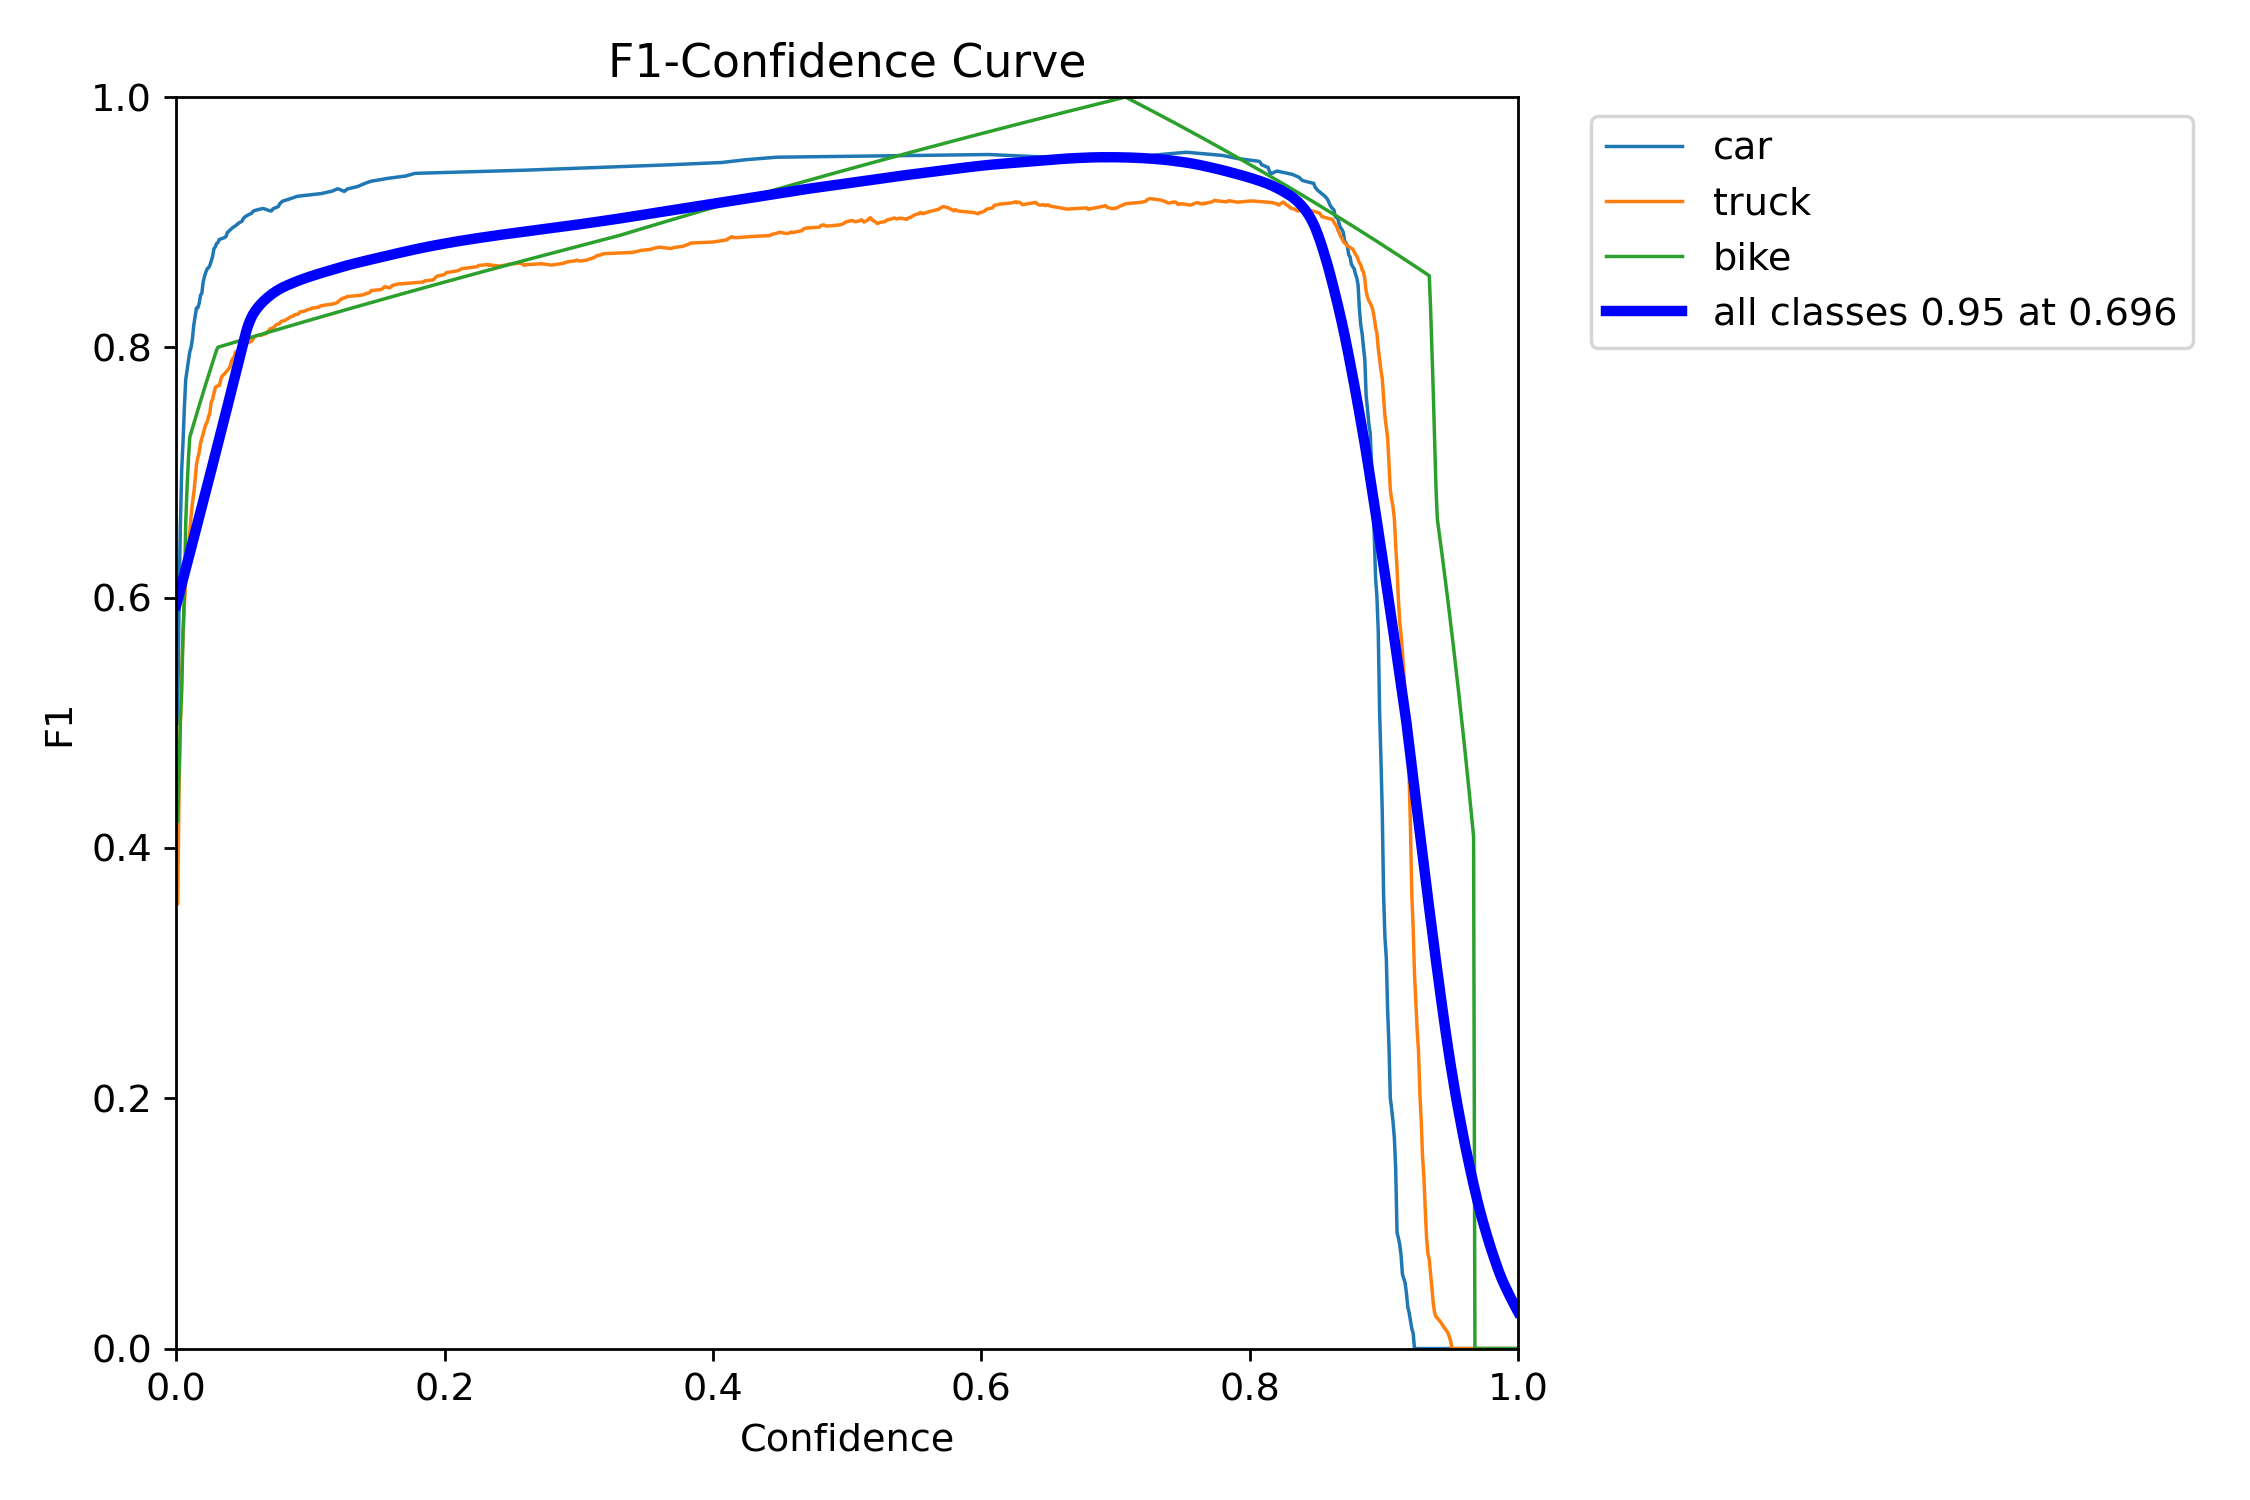 F1-Confidence Curve
1.0
0.8
0.6
0.4
0.2
0.0
F1
0.0 0.2 0.4 0.6 0.8 1.0
Confidence
car
truck
bike
all classes 0.95 at 0.696